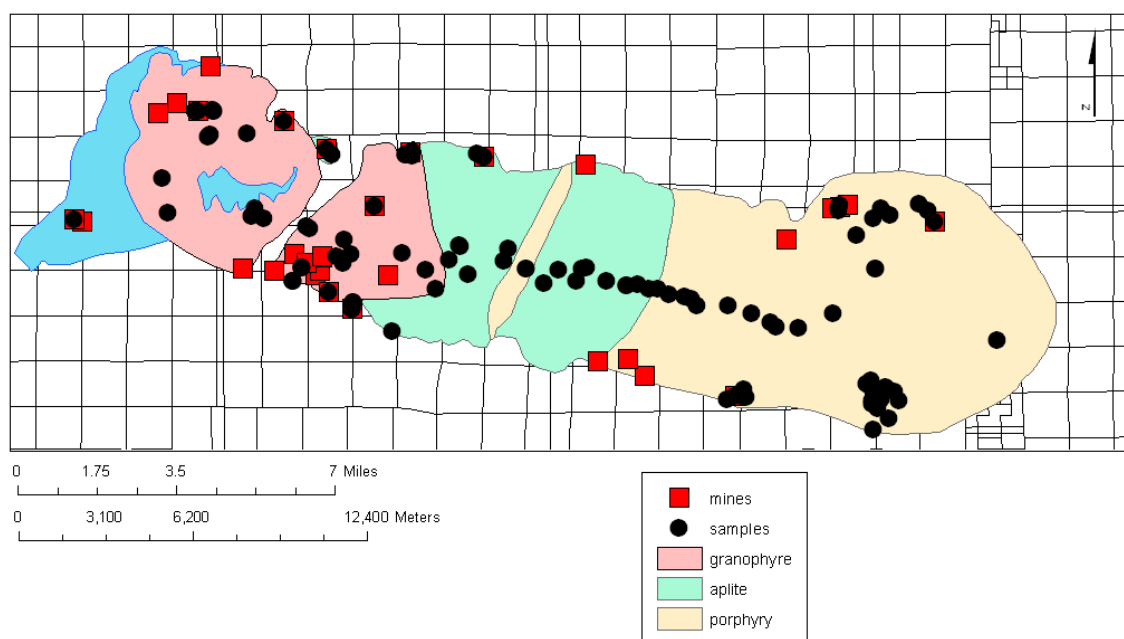 N
0 1.75 3.5 7 Miles
0 3,100 6,200 12,400 Meters
mines
samples
granophyre
aplite
porphyry